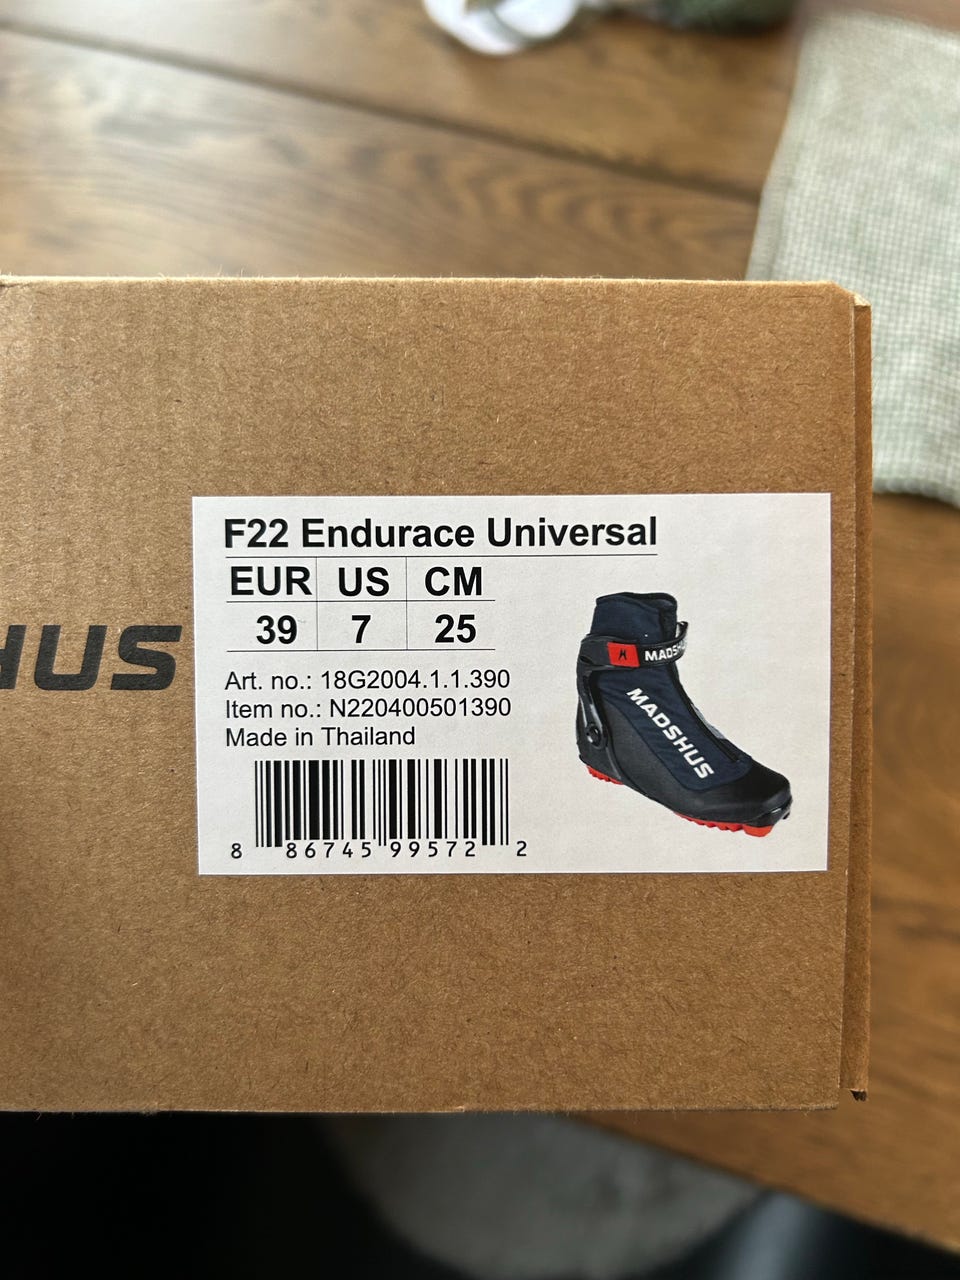 F22 Endurace Universal
EUR US CM
39 7 25
Art. no.: 18G2004.1.1.390
Item no.: N220400501390
Made in Thailand
8 86745 99572 2
HUS
MADSHUS
MADSHUS